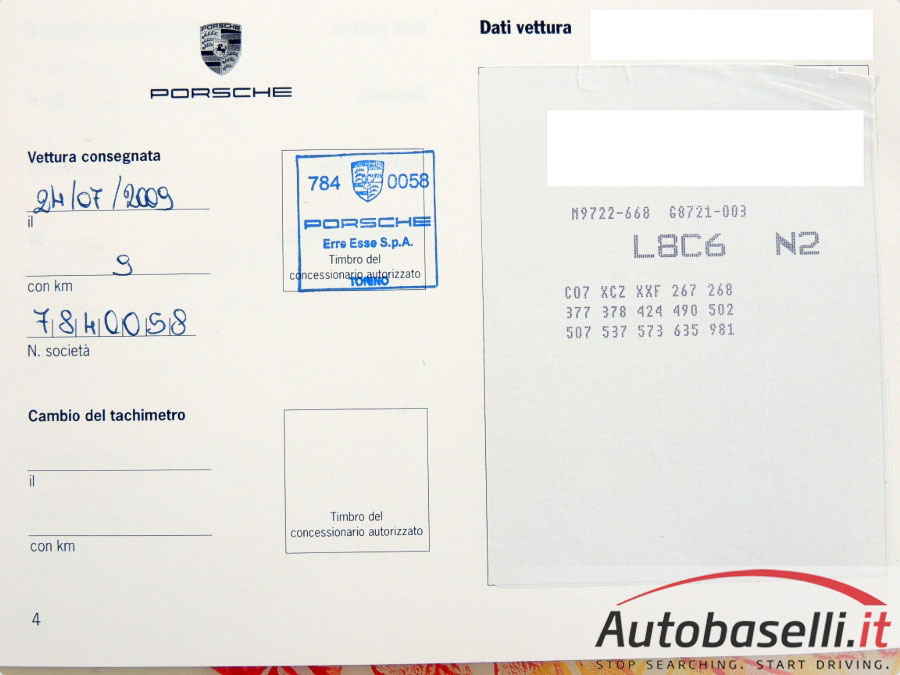 PORSCHE
PORSCHE
Vettura consegnata
24/07/2009
il
9
con km
7840058
N. società
784 0058
PORSCHE
Erre Esse S.p.A.
Timbro del
concessionario autorizzato
TORINO
Cambio del tachimetro
il
con km
Timbro del
concessionario autorizzato
4
Dati vettura
M9722-668 G8721-003
L8C6 N2
C07 XCZ XXF 267 268
377 378 424 490 502
507 537 573 635 981
Autobaselli.it
STOP SEARCHING. START DRIVING.